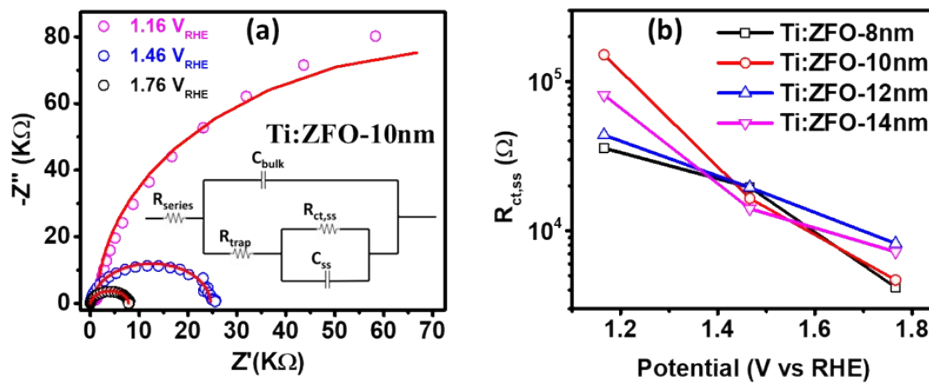 (a)
1.16 V_RHE
1.46 V_RHE
1.76 V_RHE
Ti:ZFO-10nm
C_bulk
R_series
R_ct,ss
R_trap
C_ss
-Z'' (KΩ)
80
60
40
20
0
0 10 20 30 40 50 60 70
Z'(KΩ)
(b)
Ti:ZFO-8nm
Ti:ZFO-10nm
Ti:ZFO-12nm
Ti:ZFO-14nm
R_ct,ss (Ω)
10^5
10^4
1.2 1.4 1.6 1.8
Potential (V vs RHE)